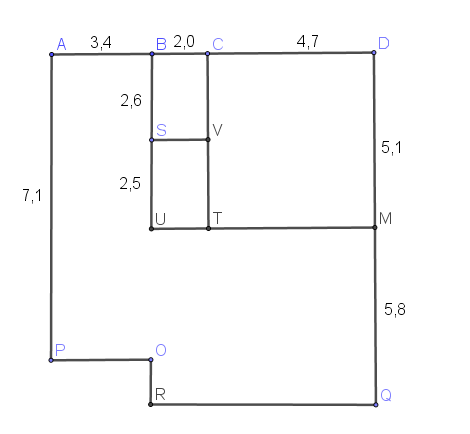 A 3,4 B 2,0 C 4,7 D
2,6
S V 5,1
7,1 2,5
U T M
5,8
P O
R Q